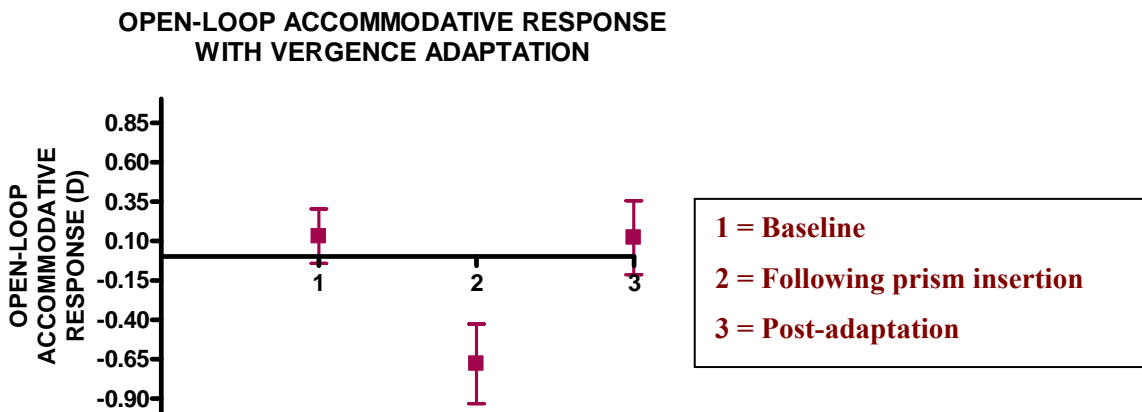 OPEN-LOOP ACCOMMODATIVE RESPONSE
WITH VERGENCE ADAPTATION
OPEN-LOOP
ACCOMMODATIVE
RESPONSE (D)
0.85
0.60
0.35
0.10
-0.15
-0.40
-0.65
-0.90
1
2
3
1 = Baseline
2 = Following prism insertion
3 = Post-adaptation